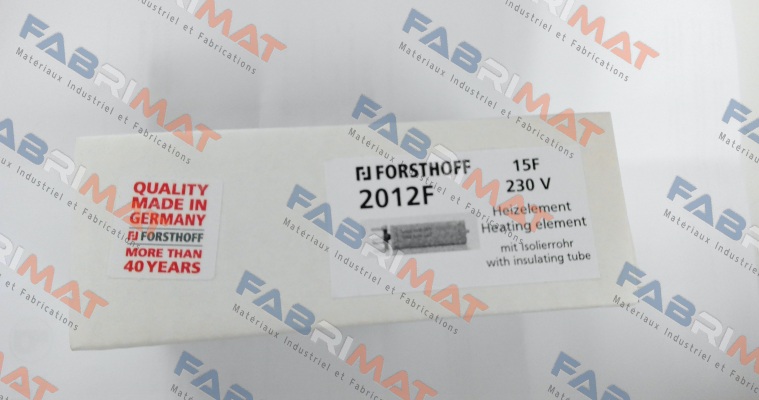 QUALITY
MADE IN
GERMANY
FORSTHOFF
MORE THAN
40 YEARS
FORSTHOFF
2012F
15F
230 V
Heizelement
Heating element
mit Isolierrohr
with insulating tube
FABRIMAT
Matériaux Industriel et Fabrications